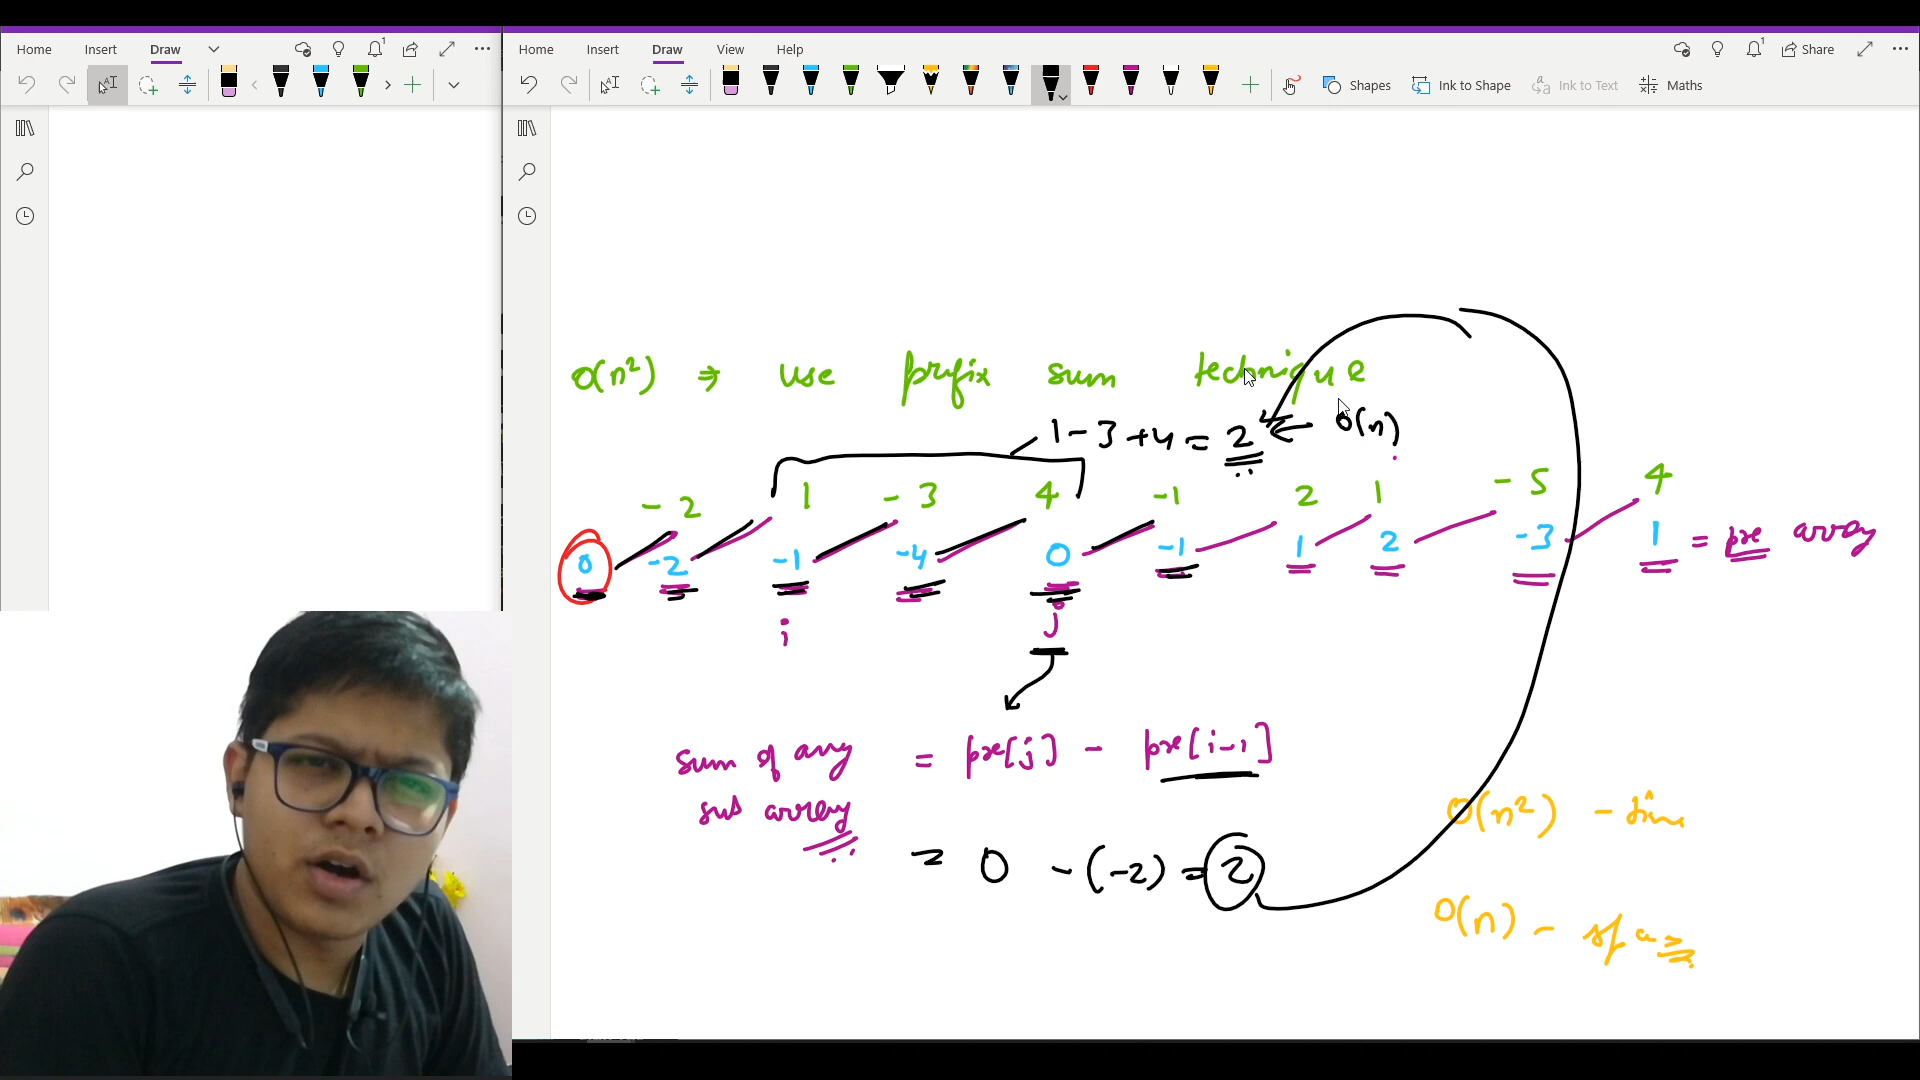 Home Insert Draw
Home Insert Draw View Help Share
Shapes Ink to Shape Ink to Text Maths
O(n²) ⇒ use prefix sum technique
1 - 3 + 4 = 2 ← O(n)
-2 1 -3 4 -1 2 1 -5 4
0 -2 -1 -4 0 -1 1 2 -3 1 = pre array
i j
sum of any = pre[j] - pre[i-1]
sub array
= 0 - (-2) = 2
O(n²) - time
O(n) - space